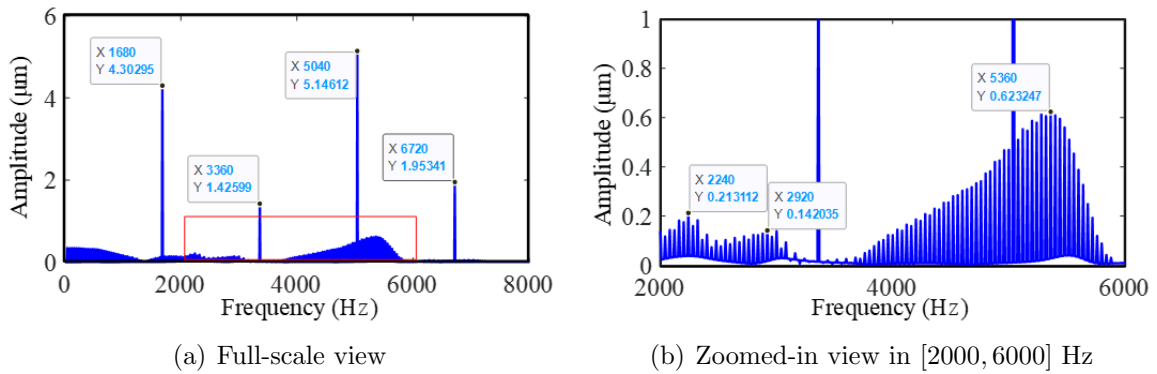 6
4
2
0
Amplitude (μm)
X 1680
Y 4.30295
X 5040
Y 5.14612
X 3360
Y 1.42599
X 6720
Y 1.95341
0 2000 4000 6000 8000
Frequency (Hz)
(a) Full-scale view
1
0.8
0.6
0.4
0.2
0
Amplitude (μm)
X 5360
Y 0.623247
X 2240
Y 0.213112
X 2920
Y 0.142035
2000 4000 6000
Frequency (Hz)
(b) Zoomed-in view in [2000, 6000] Hz